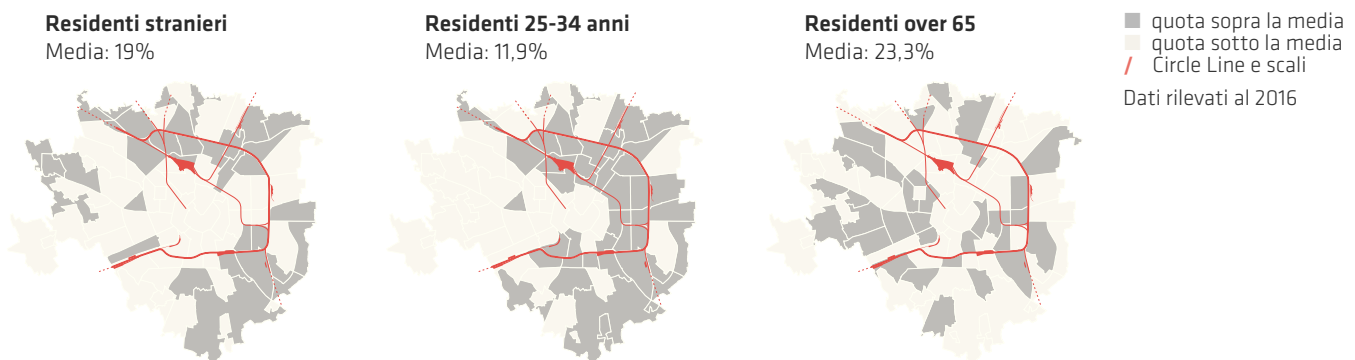 Residenti stranieri
Media: 19%
Residenti 25-34 anni
Media: 11,9%
Residenti over 65
Media: 23,3%
quota sopra la media
quota sotto la media
Circle Line e scali
Dati rilevati al 2016